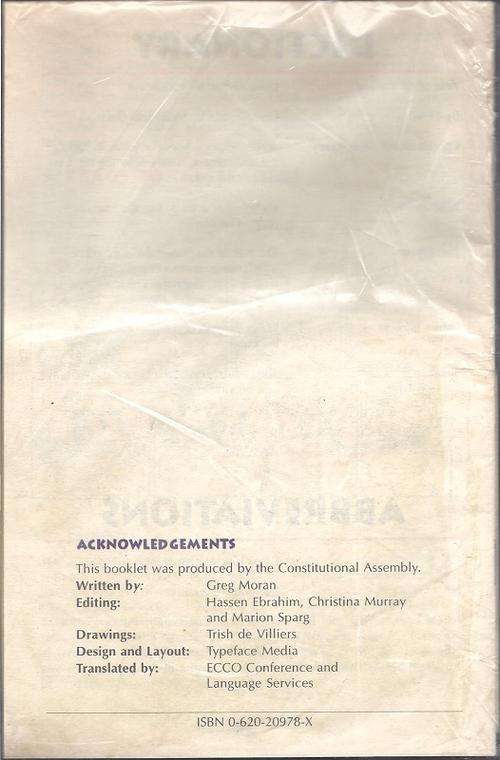 ACKNOWLEDGEMENTS
This booklet was produced by the Constitutional Assembly.
Written by: Greg Moran
Editing: Hassen Ebrahim, Christina Murray
and Marion Sparg
Drawings: Trish de Villiers
Design and Layout: Typeface Media
Translated by: ECCO Conference and
Language Services
ISBN 0-620-20978-X